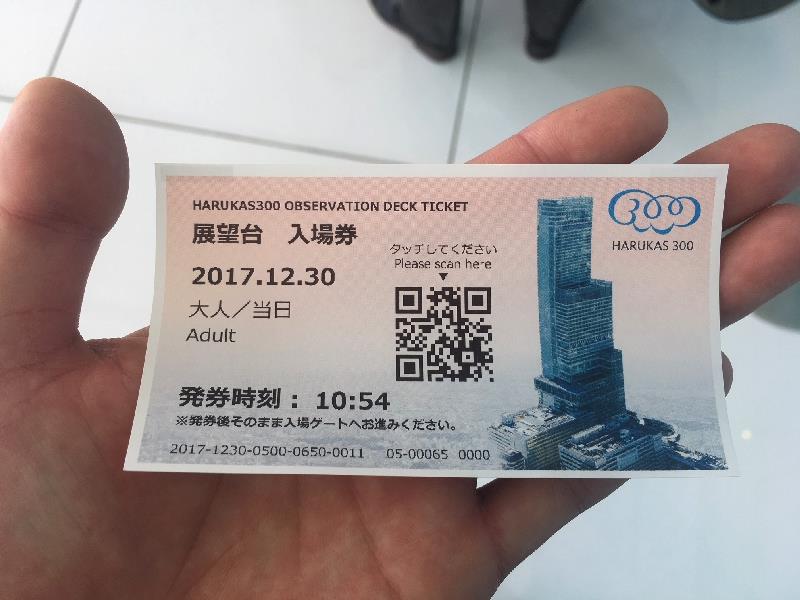 HARUKAS300 OBSERVATION DECK TICKET
展望台 入場券
2017.12.30
大人／当日
Adult
タッチしてください
Please scan here
▼
300
HARUKAS 300
発券時刻： 10:54
※発券後そのまま入場ゲートへお進みください。
2017-1230-0500-0650-0011 05-00065 0000